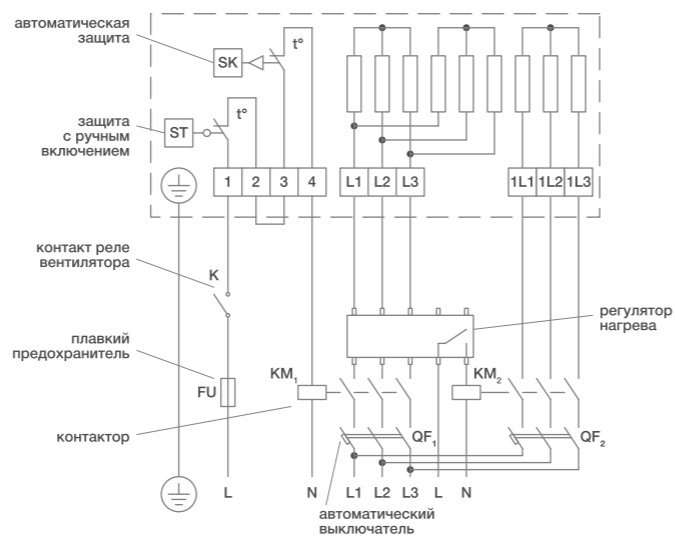 автоматическая
защита
SK
t°
защита
с ручным
включением
ST
t°
1 2 3 4
L1 L2 L3
1L1 1L2 1L3
контакт реле
вентилятора
K
регулятор
нагрева
плавкий
предохранитель
FU
KM1
KM2
контактор
QF1
QF2
L N L1 L2 L3 L N
автоматический
выключатель